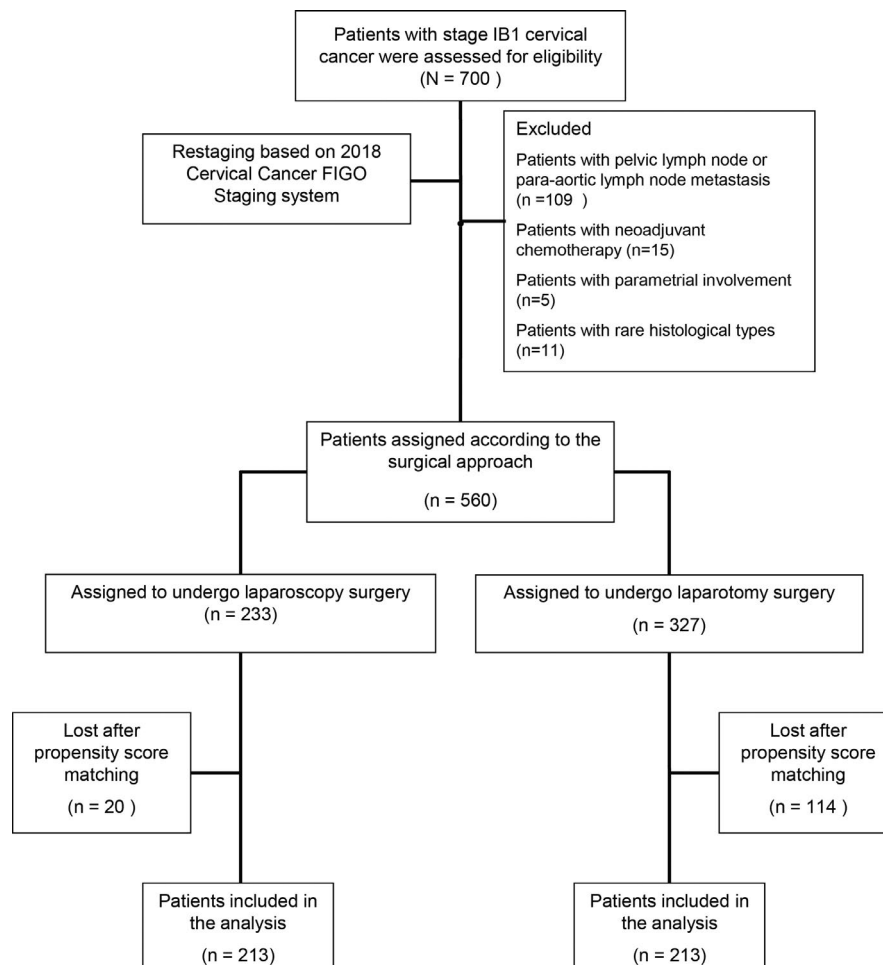 Patients with stage IB1 cervical
cancer were assessed for eligibility
(N = 700 )
Restaging based on 2018
Cervical Cancer FIGO
Staging system
Excluded
Patients with pelvic lymph node or
para-aortic lymph node metastasis
(n =109 )
Patients with neoadjuvant
chemotherapy (n=15)
Patients with parametrial involvement
(n=5)
Patients with rare histological types
(n=11)
Patients assigned according to the
surgical approach
(n = 560)
Assigned to undergo laparoscopy surgery
(n = 233)
Assigned to undergo laparotomy surgery
(n = 327)
Lost after
propensity score
matching
(n = 20 )
Lost after
propensity score
matching
(n = 114 )
Patients included in
the analysis
(n = 213)
Patients included in
the analysis
(n = 213)